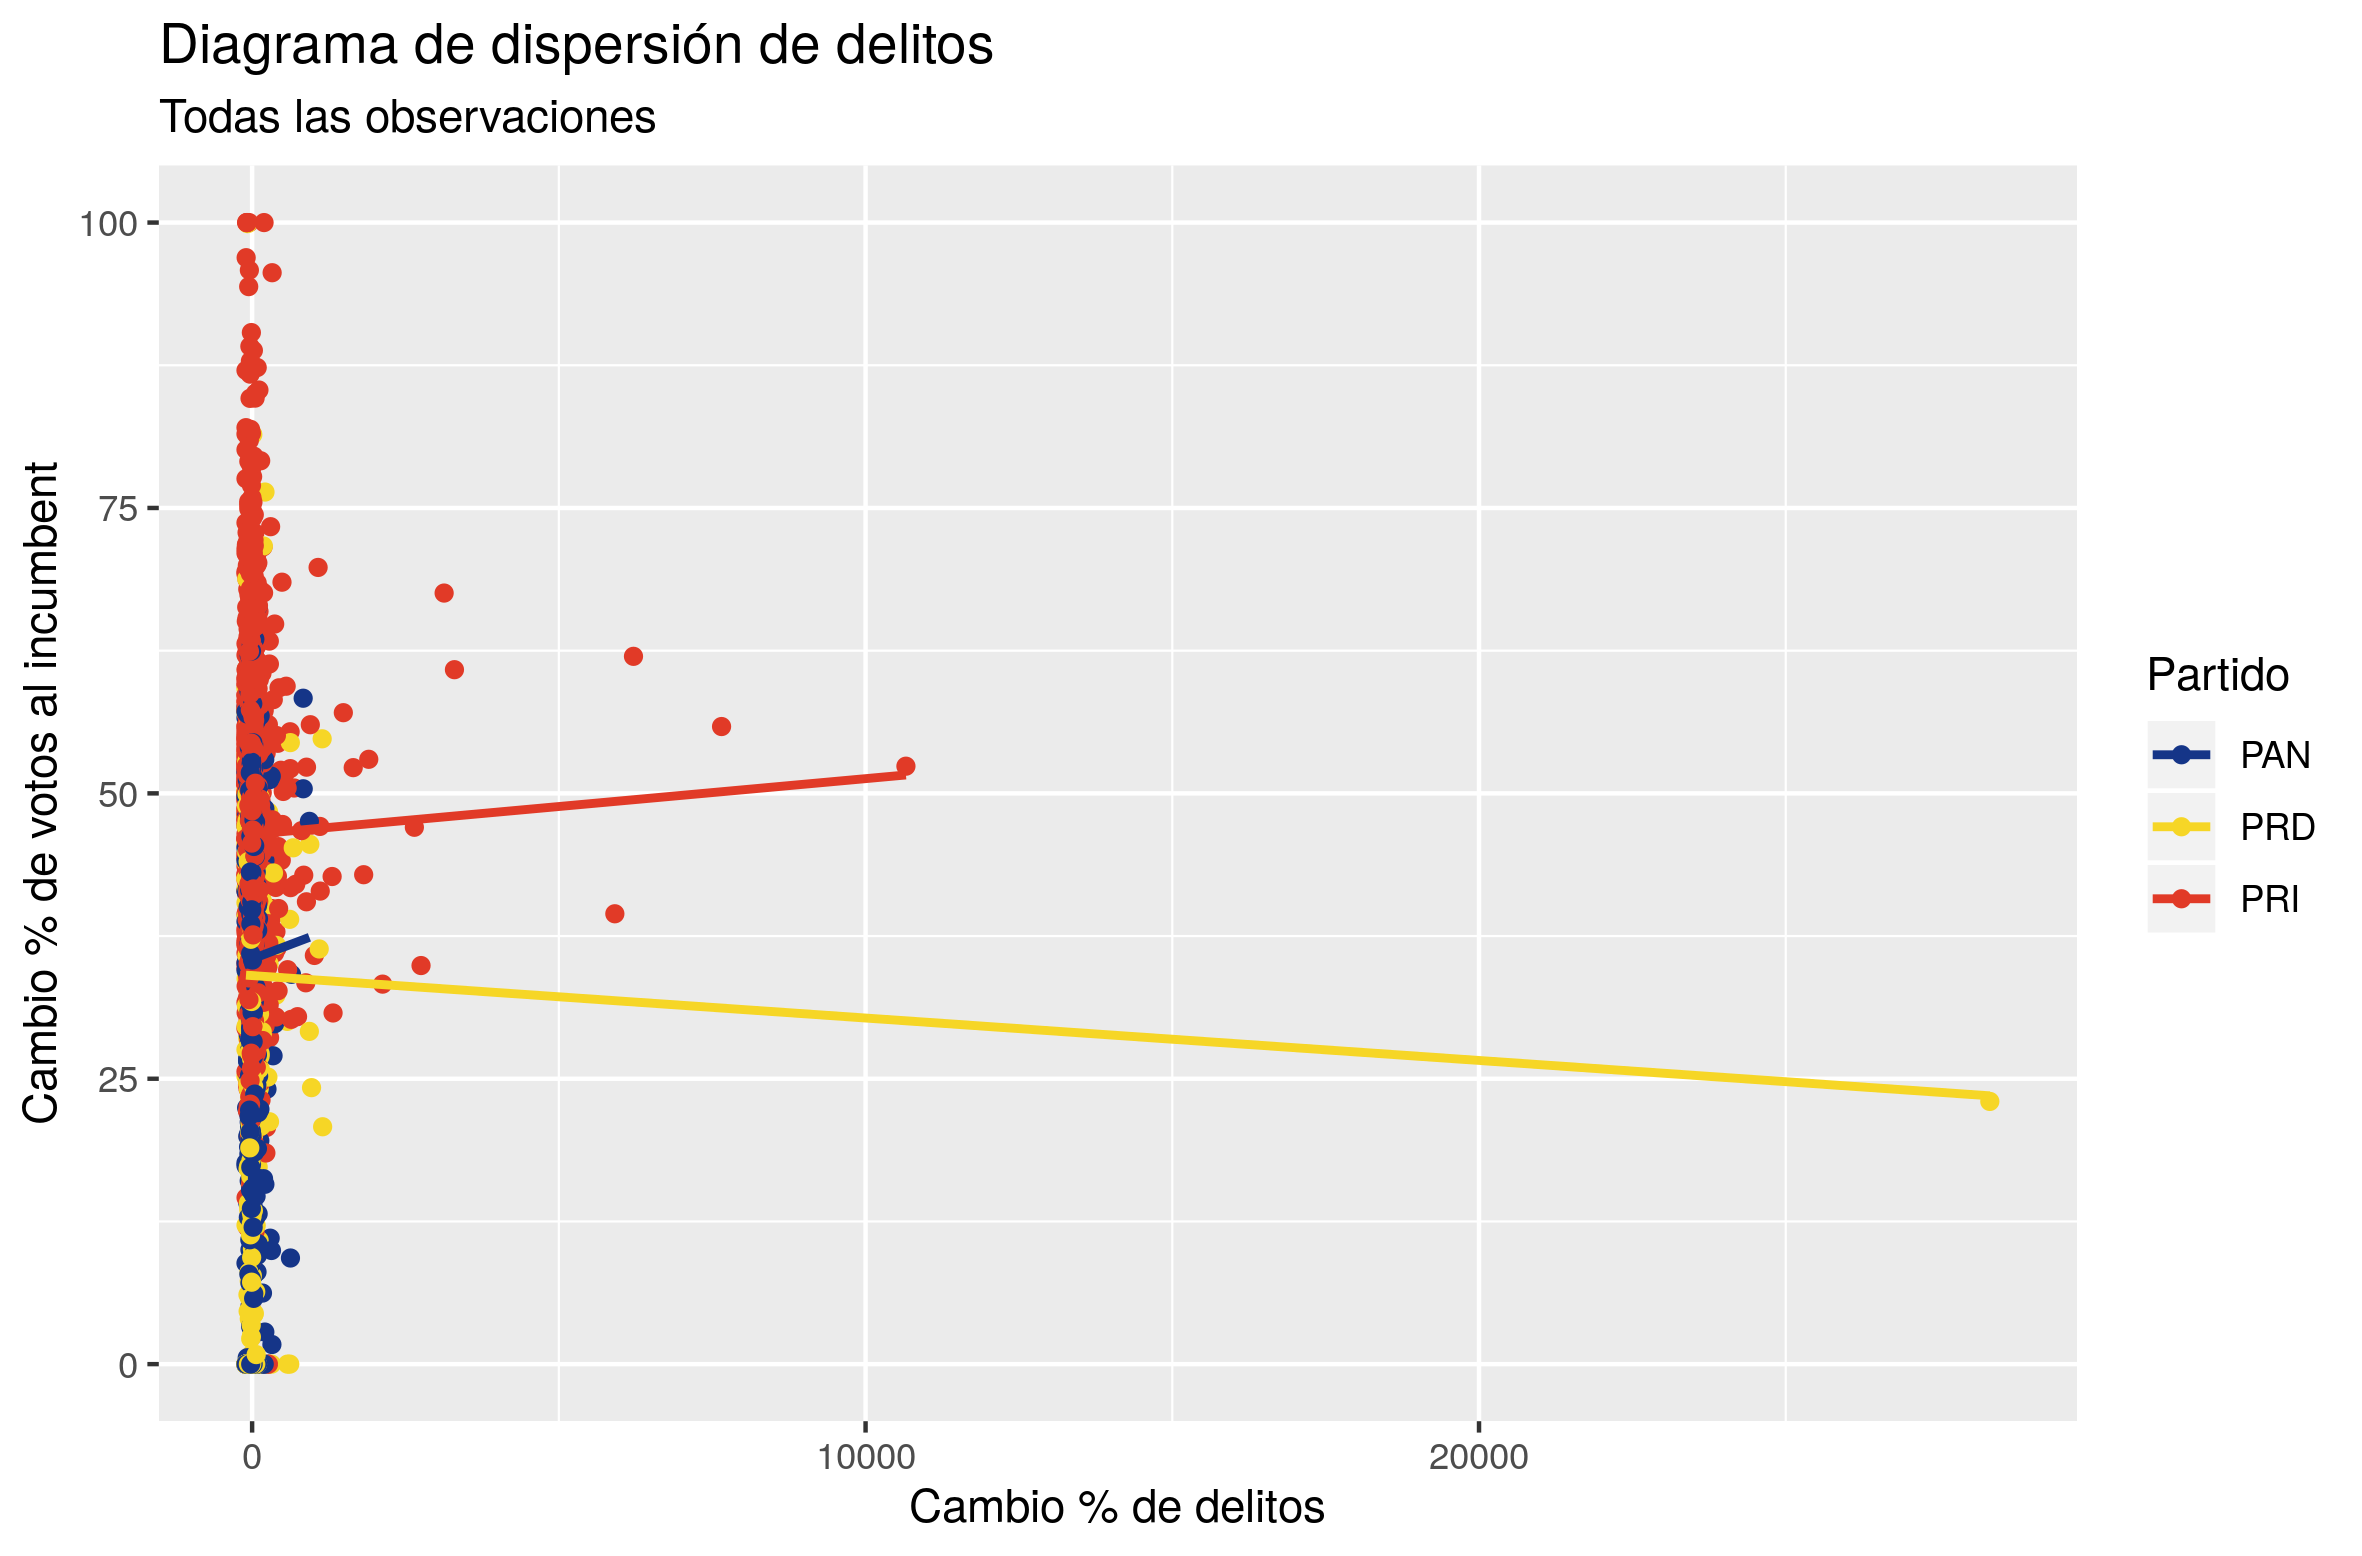 Diagrama de dispersión de delitos
Todas las observaciones
Cambio % de votos al incumbent
100
75
50
25
0
0
10000
20000
Cambio % de delitos
Partido
PAN
PRD
PRI